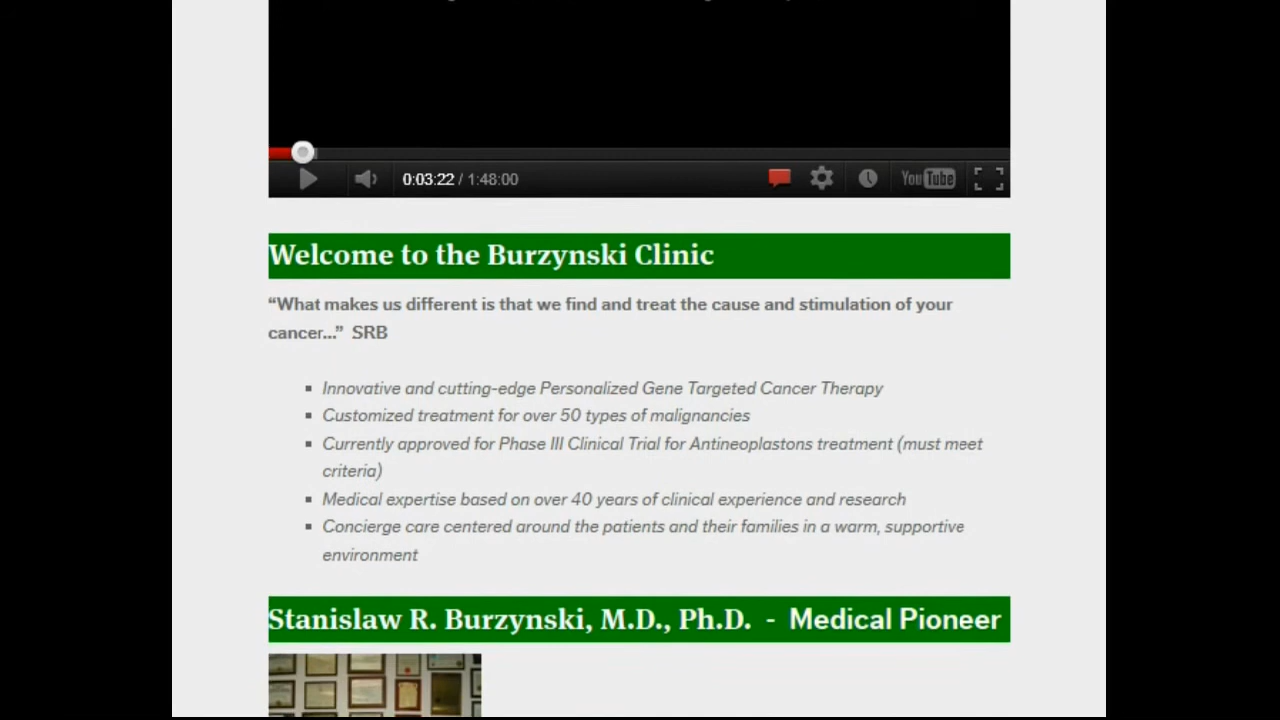 0:03:22 / 1:48:00
YouTube
Welcome to the Burzynski Clinic
“What makes us different is that we find and treat the cause and stimulation of your
cancer...” SRB
▪ Innovative and cutting-edge Personalized Gene Targeted Cancer Therapy
▪ Customized treatment for over 50 types of malignancies
▪ Currently approved for Phase III Clinical Trial for Antineoplastons treatment (must meet
criteria)
▪ Medical expertise based on over 40 years of clinical experience and research
▪ Concierge care centered around the patients and their families in a warm, supportive
environment
Stanislaw R. Burzynski, M.D., Ph.D. - Medical Pioneer